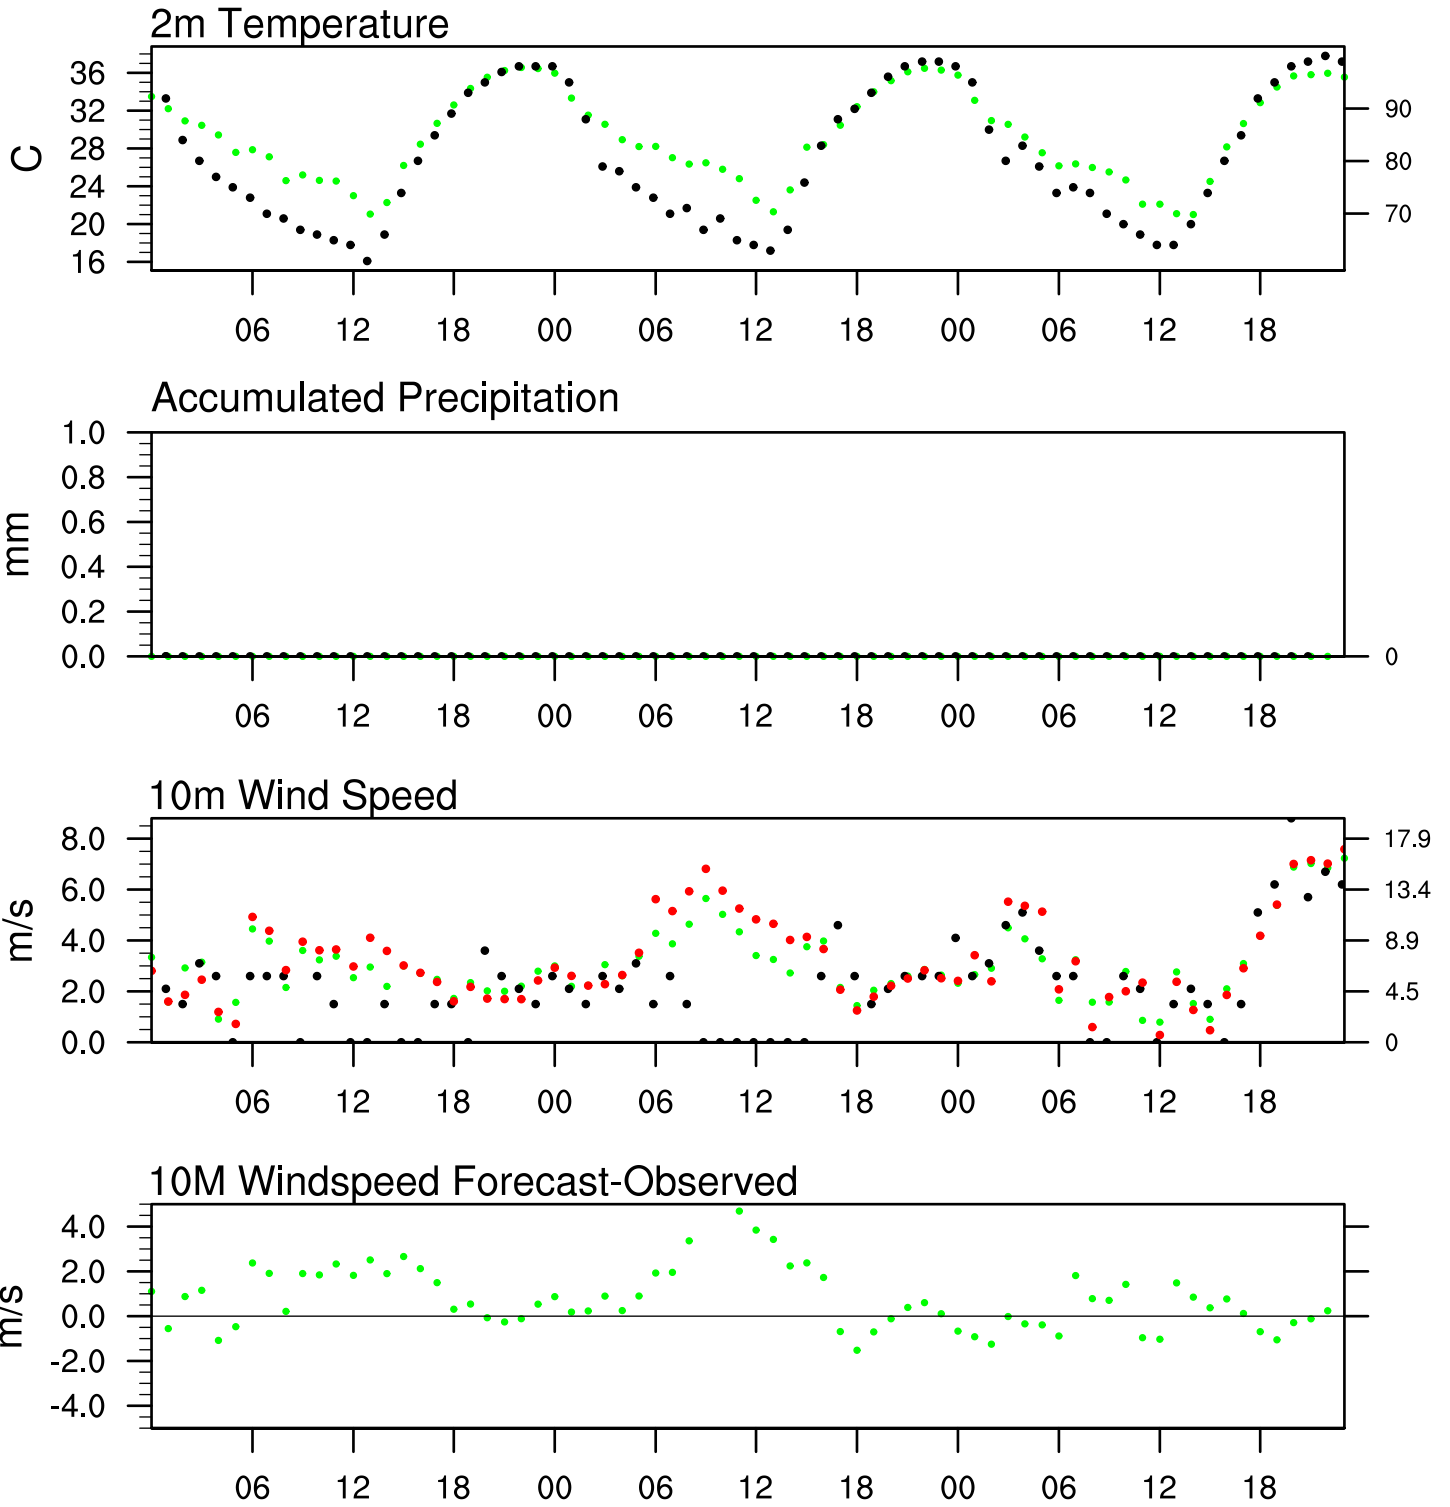 2m Temperature
36
32
28
24
20
16
C
90
80
70
06 12 18 00 06 12 18 00 06 12 18
Accumulated Precipitation
1.0
0.8
0.6
0.4
0.2
0.0
mm
0
06 12 18 00 06 12 18 00 06 12 18
10m Wind Speed
8.0
6.0
4.0
2.0
0.0
m/s
17.9
13.4
8.9
4.5
0
06 12 18 00 06 12 18 00 06 12 18
10M Windspeed Forecast-Observed
4.0
2.0
0.0
-2.0
-4.0
m/s
06 12 18 00 06 12 18 00 06 12 18